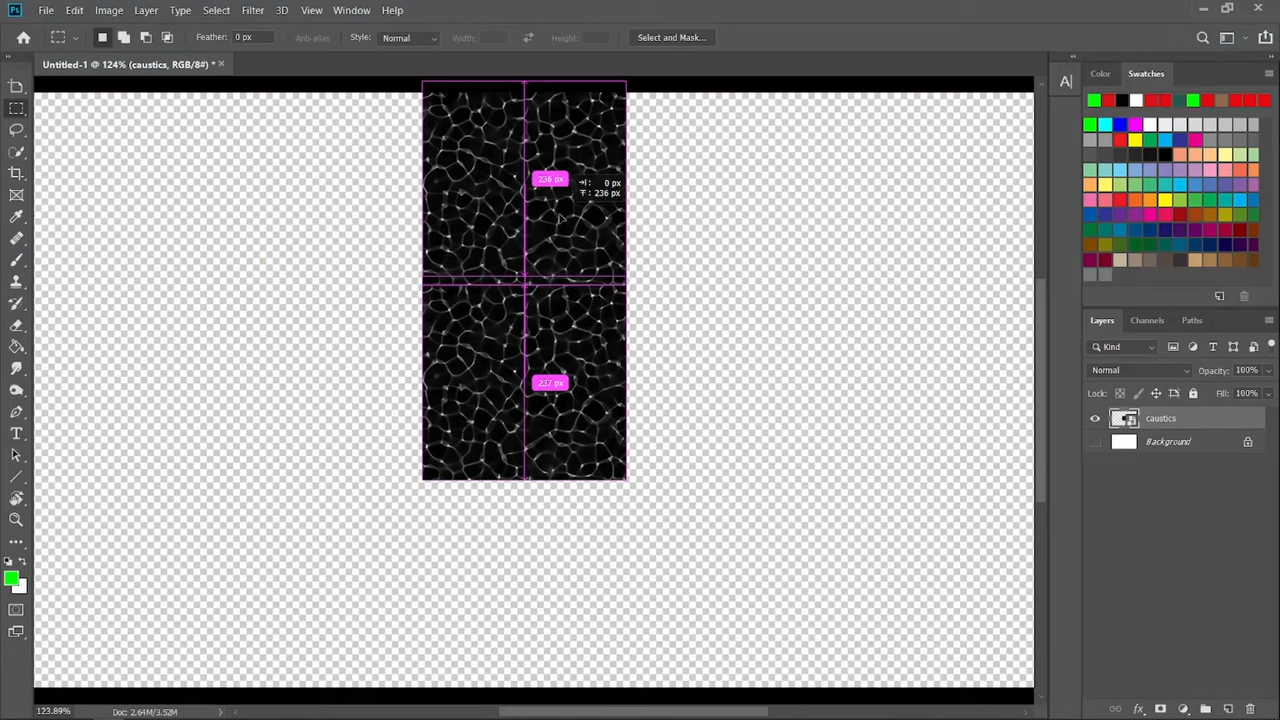 Ps File Edit Image Layer Type Select Filter 3D View Window Help
Feather: 0 px Anti-alias Style: Normal Width: Height: Select and Mask...
Untitled-1 @ 124% (caustics, RGB/8#) * ×
Color Swatches
236 px
0 px
236 px
237 px
Layers Channels Paths
Kind
Normal Opacity: 100%
Lock: Fill: 100%
caustics
Background
123.89% Doc: 2.64M/3.52M